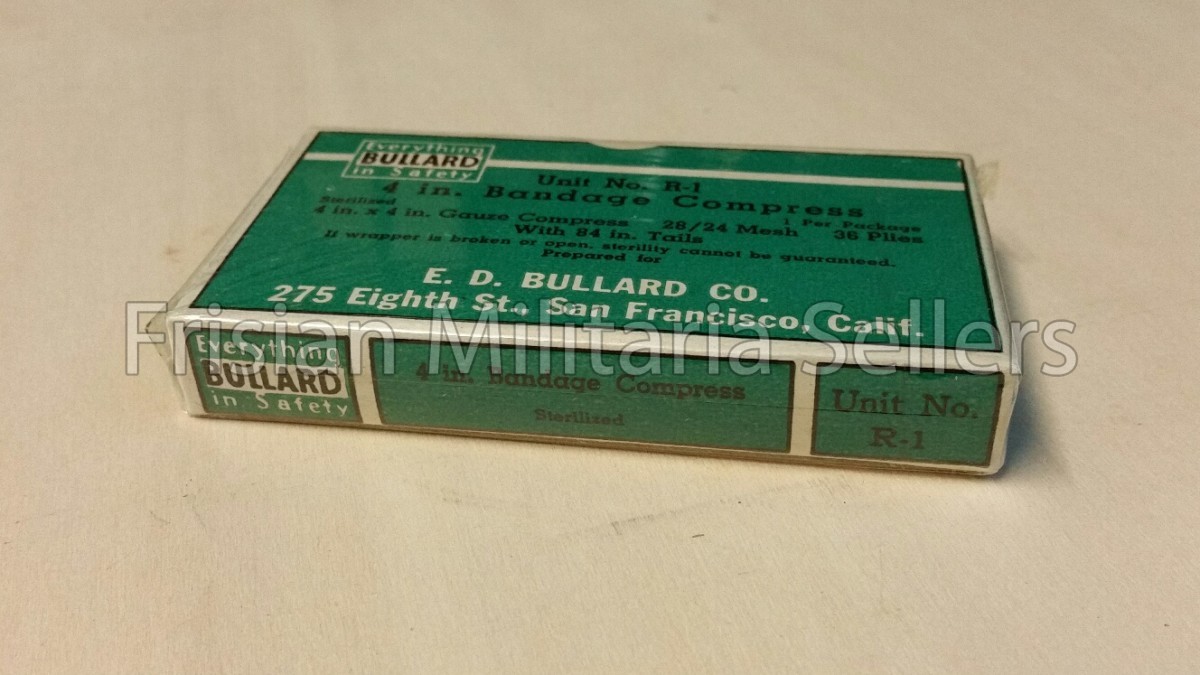 Everything
BULLARD
in Safety
Unit No. R-1
4 in. Bandage Compress
Sterilized
1 Per Package
4 in. x 4 in. Gauze Compress 28/24 Mesh 36 Plies
With 84 in. Tails
If wrapper is broken or open, sterility cannot be guaranteed.
Prepared for
E. D. BULLARD CO.
275 Eighth St., San Francisco, Calif.
Frisian Militaria Sellers
Everything
BULLARD
in Safety
4 in. Bandage Compress
Sterilized
Unit No.
R-1